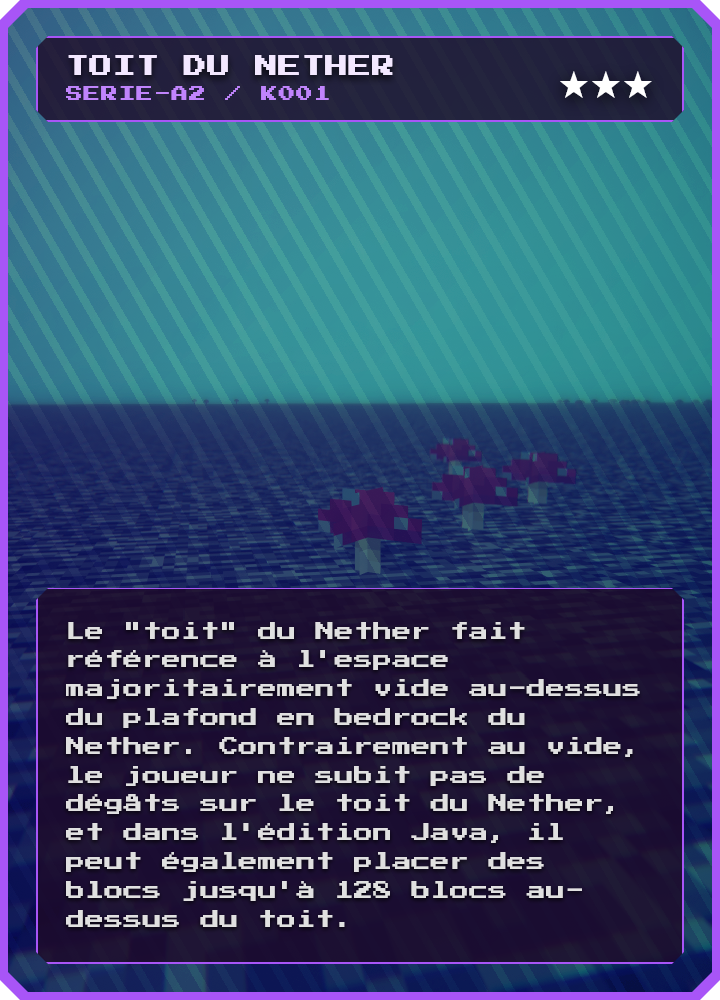 TOIT DU NETHER
SERIE-A2 / K001
★★★
Le "toit" du Nether fait
référence à l'espace
majoritairement vide au-dessus
du plafond en bedrock du
Nether. Contrairement au vide,
le joueur ne subit pas de
dégâts sur le toit du Nether,
et dans l'édition Java, il
peut également placer des
blocs jusqu'à 128 blocs au-
dessus du toit.